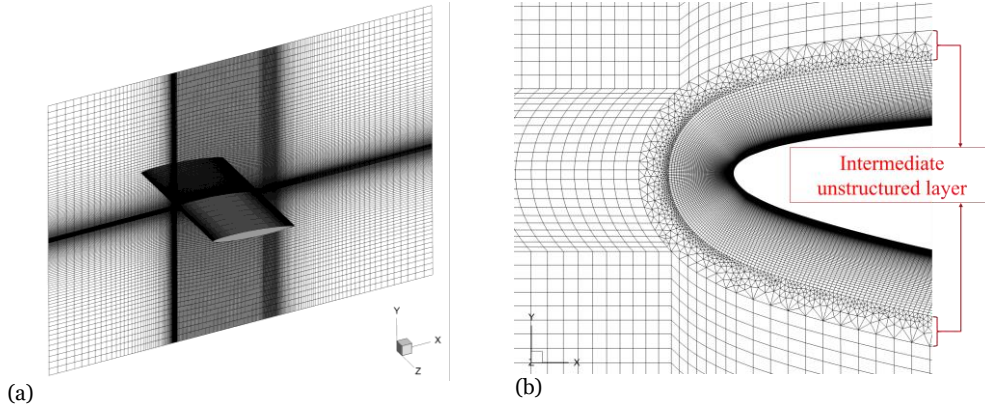 Y
X
Z
(a)
Intermediate
unstructured layer
Y
Z
X
(b)